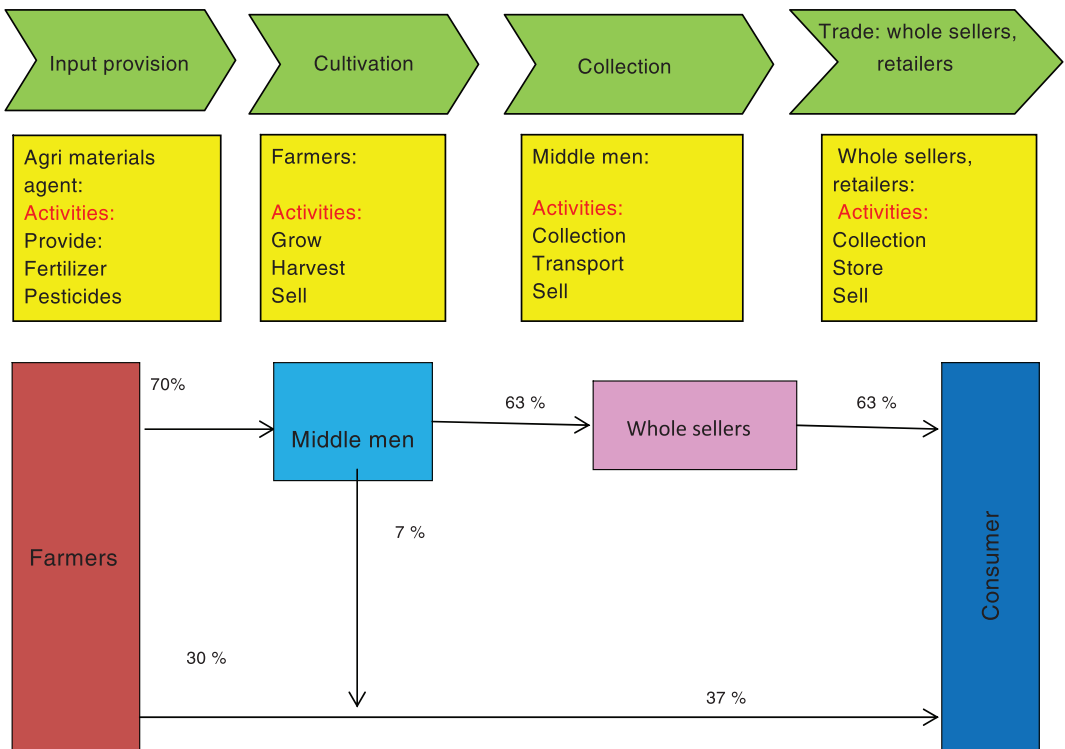 Input provision
Cultivation
Collection
Trade: whole sellers,
retailers
Agri materials
agent:
Activities:
Provide:
Fertilizer
Pesticides
Farmers:
Activities:
Grow
Harvest
Sell
Middle men:
Activities:
Collection
Transport
Sell
Whole sellers,
retailers:
Activities:
Collection
Store
Sell
70%
63 %
63 %
Middle men
Whole sellers
7 %
Farmers
Consumer
30 %
37 %